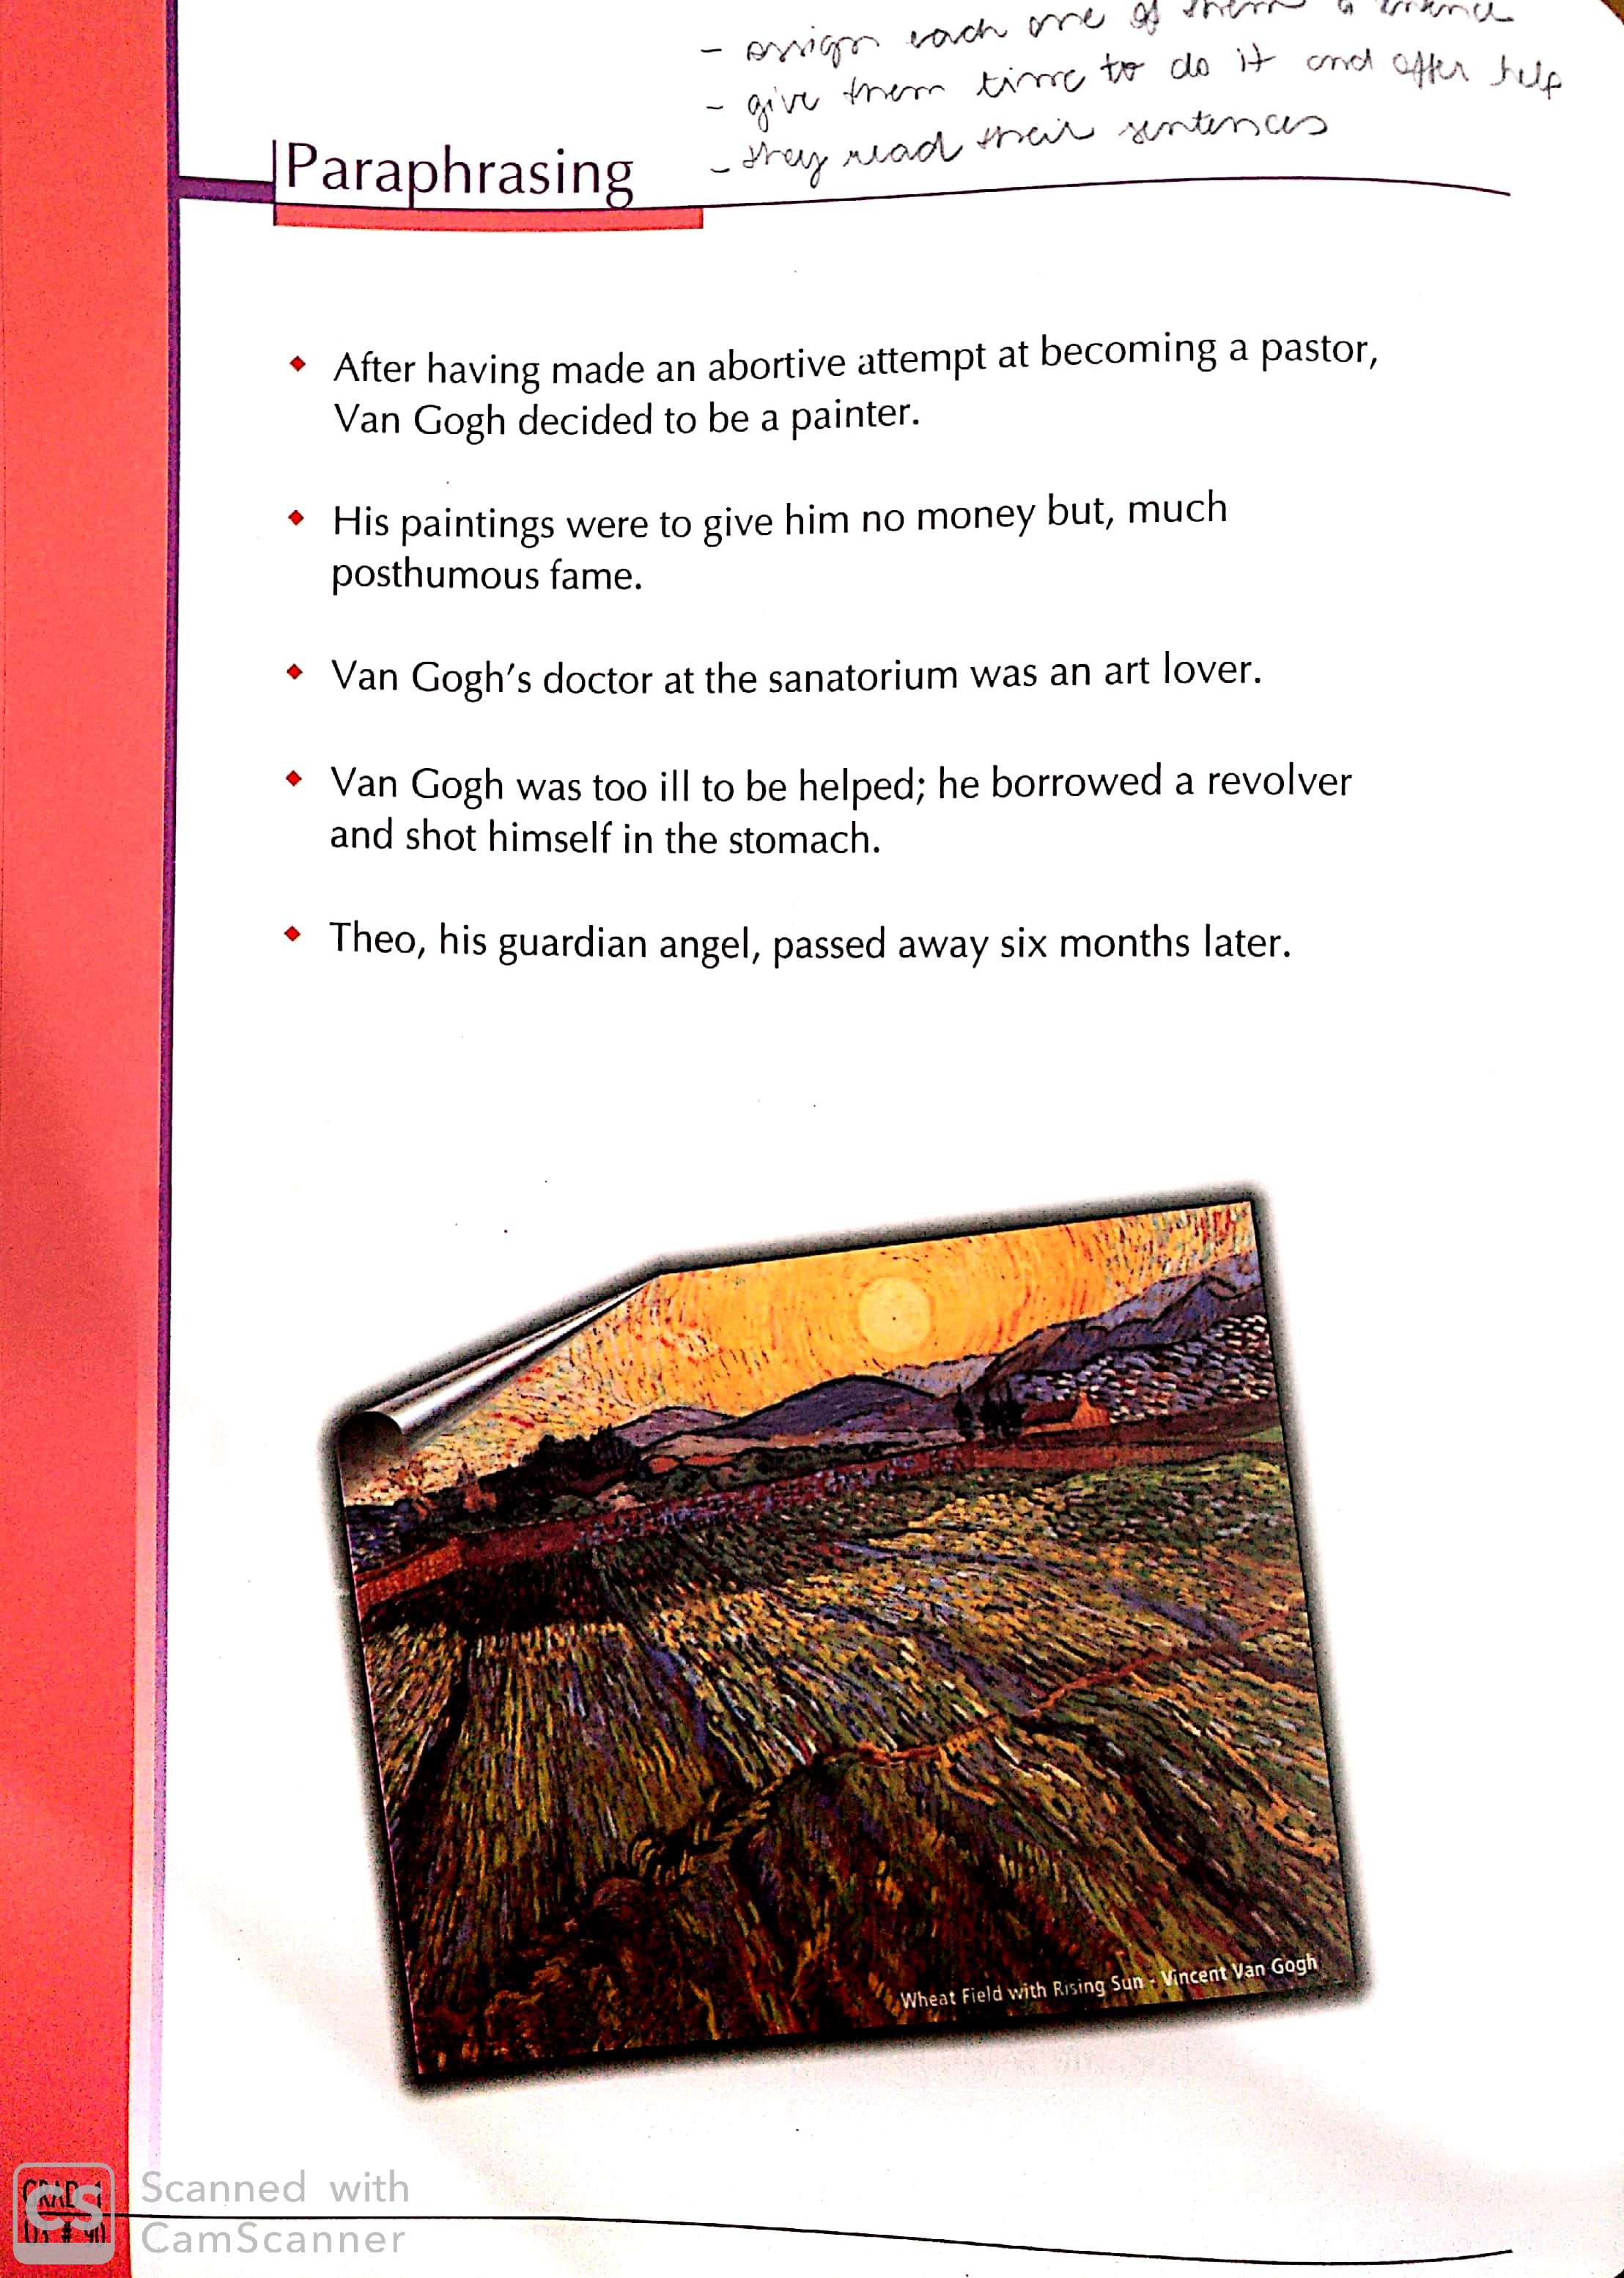 - assign each one of them a
- give them time to do it and offer help
- they read their sentences
Paraphrasing
After having made an abortive attempt at becoming a pastor,
Van Gogh decided to be a painter.
His paintings were to give him no money but, much
posthumous fame.
Van Gogh's doctor at the sanatorium was an art lover.
Van Gogh was too ill to be helped; he borrowed a revolver
and shot himself in the stomach.
Theo, his guardian angel, passed away six months later.
Wheat Field with Rising Sun - Vincent Van Gogh
CS
Scanned with
CamScanner